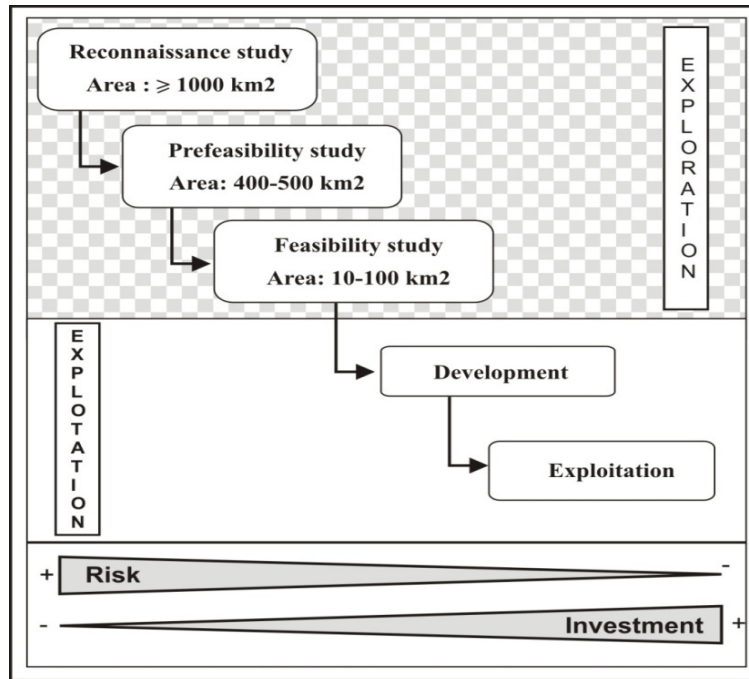 Reconnaissance study
Area : ⩾ 1000 km2
EXPLORATION
Prefeasibility study
Area: 400-500 km2
Feasibility study
Area: 10-100 km2
EXPLOTATION
Development
Exploitation
+ Risk -
- Investment +